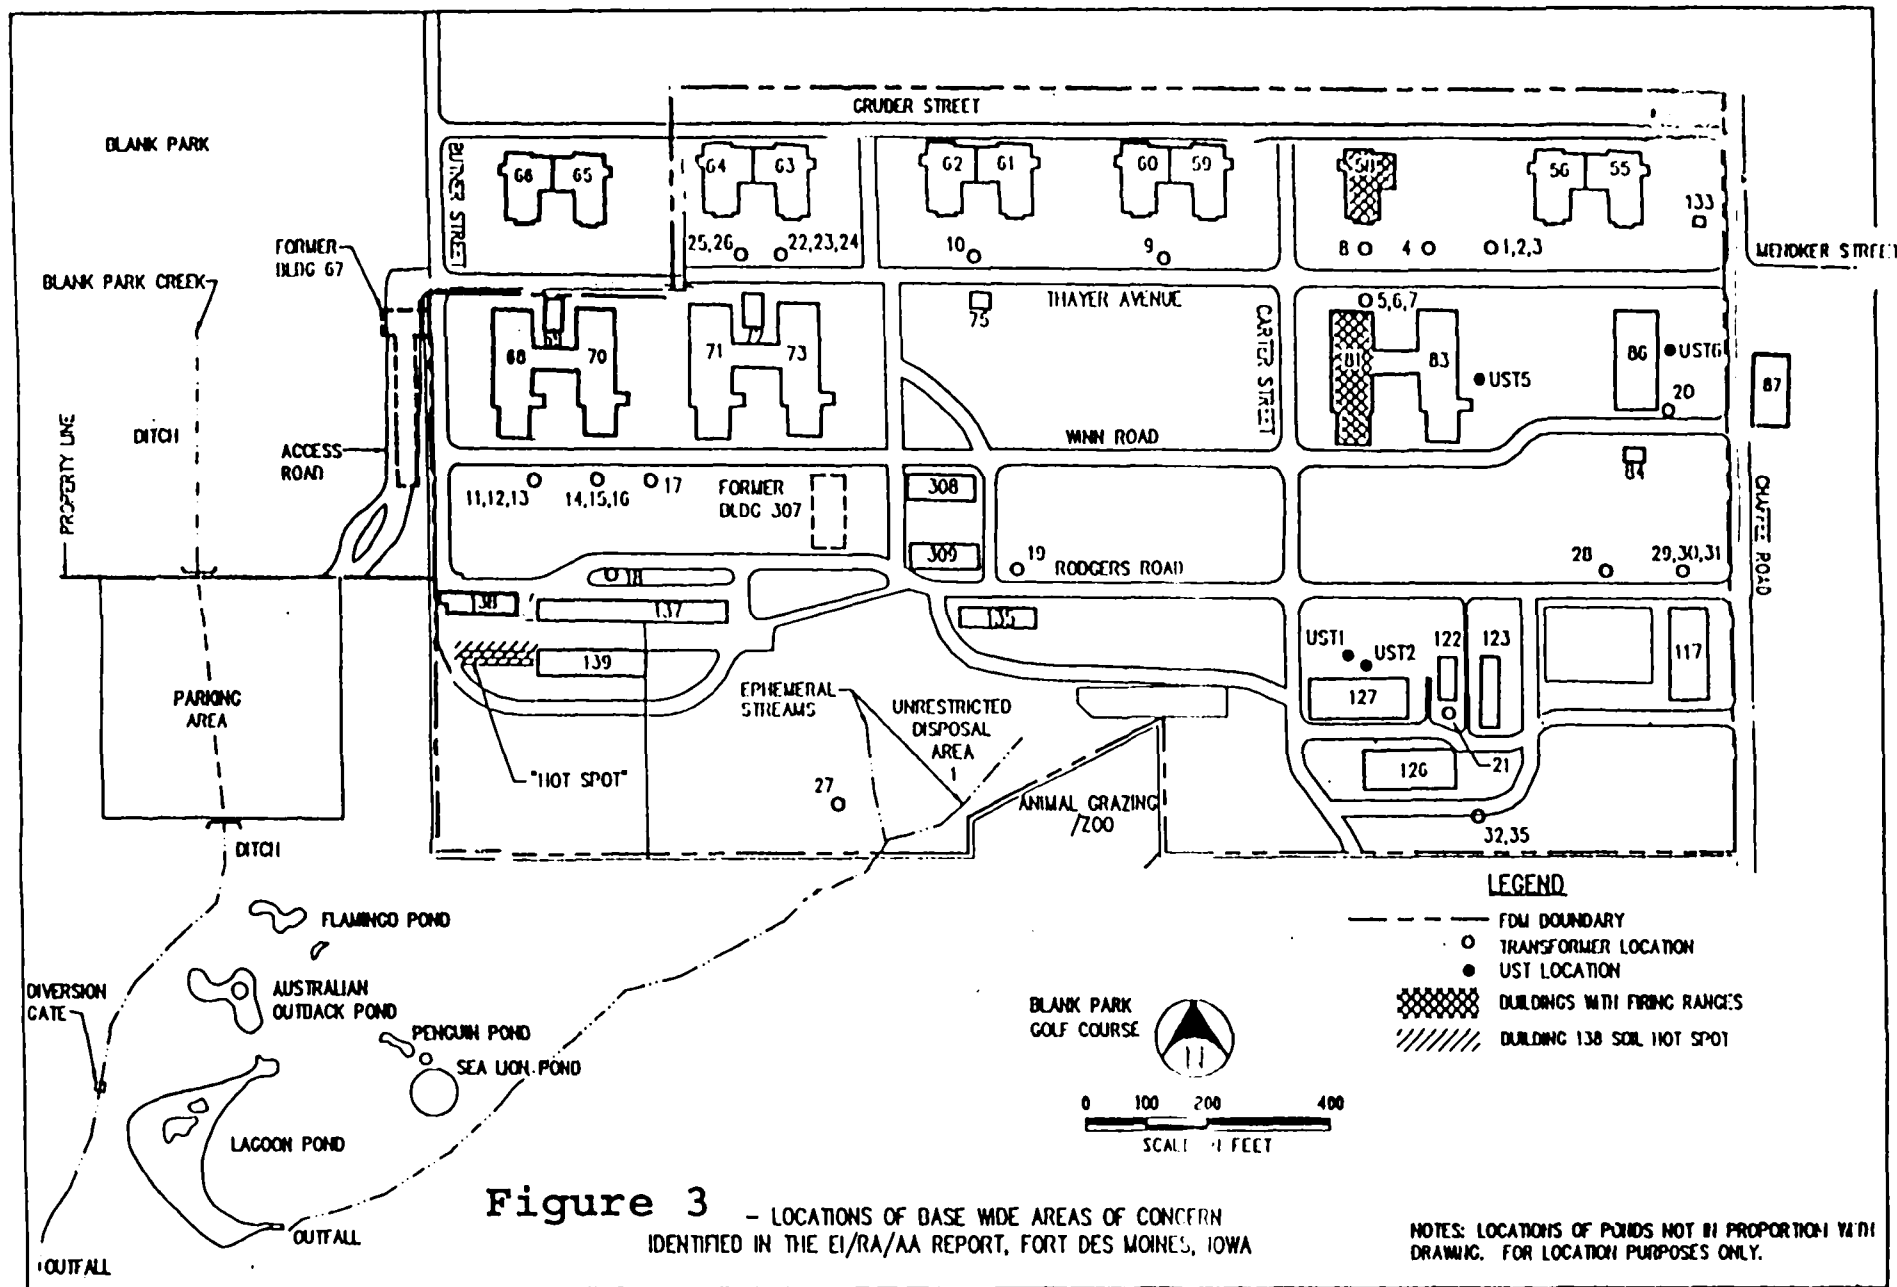 GRUDER STREET
BLANK PARK
BUTNER STREET
66
65
64
63
62
61
60
59
56
55
133
25,26
22,23,24
10
9
8
4
1,2,3
MENDKER STREET
FORMER
BLDG 67
BLANK PARK CREEK
THAYER AVENUE
75
5,6,7
CARTER STREET
68
70
71
73
81
83
86
UST6
UST5
20
87
PROPERTY LINE
DITCH
ACCESS
ROAD
WINN ROAD
84
11,12,13
14,15,16
17
FORMER
BLDG 307
308
309
19
RODGERS ROAD
28
29,30,31
CHAFFEE ROAD
18
138
137
135
139
UST1
UST2
122
123
117
127
126
21
32,35
PARKING
AREA
"HOT SPOT"
EPHEMERAL
STREAMS
UNRESTRICTED
DISPOSAL
AREA
27
ANIMAL GRAZING
/ZOO
DITCH
FLAMINGO POND
AUSTRALIAN
OUTBACK POND
DIVERSION
GATE
PENGUIN POND
SEA LION POND
LAGOON POND
OUTFALL
OUTFALL
LEGEND
FDM BOUNDARY
TRANSFORMER LOCATION
UST LOCATION
BUILDINGS WITH FIRING RANGES
BUILDING 138 SOIL HOT SPOT
BLANK PARK
GOLF COURSE
N
0 100 200 400
SCALE IN FEET
Figure 3 - LOCATIONS OF BASE WIDE AREAS OF CONCERN
IDENTIFIED IN THE EI/RA/AA REPORT, FORT DES MOINES, IOWA
NOTES: LOCATIONS OF PONDS NOT IN PROPORTION WITH
DRAWING. FOR LOCATION PURPOSES ONLY.